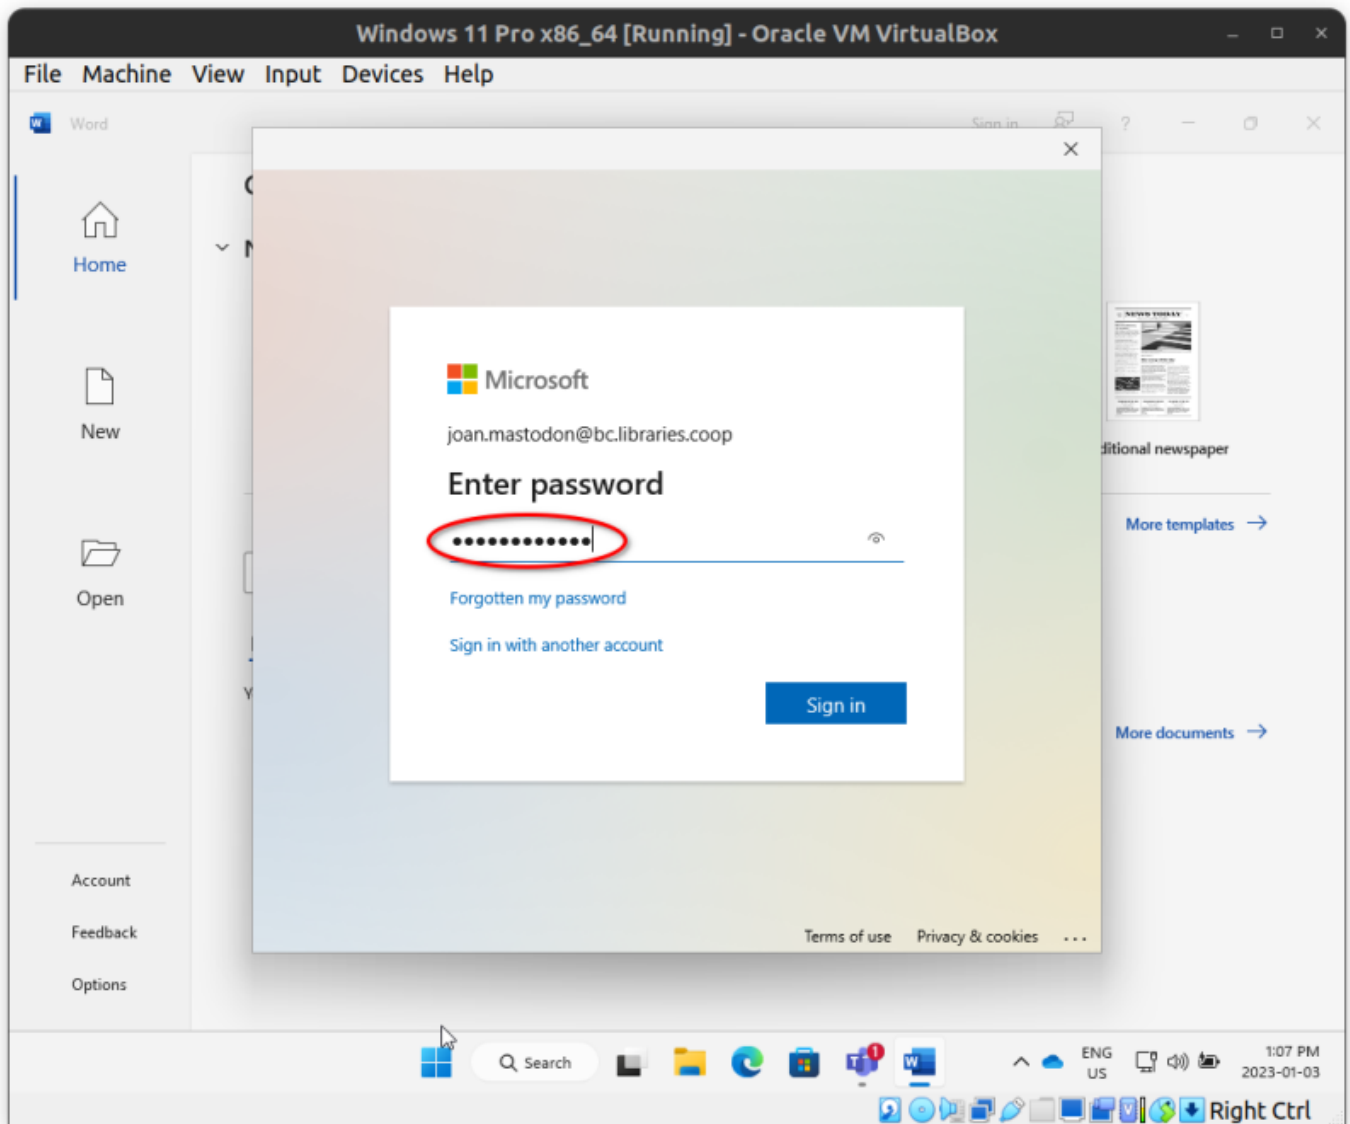 Windows 11 Pro x86_64 [Running] - Oracle VM VirtualBox
File Machine View Input Devices Help
Word
Sign in
Home
New
Open
Account
Feedback
Options
Microsoft
joan.mastodon@bc.libraries.coop
Enter password
••••••••••••
Forgotten my password
Sign in with another account
Sign in
Terms of use Privacy & cookies ...
NEWS TODAY
ditional newspaper
More templates
More documents
Search
1
ENG
US
1:07 PM
2023-01-03
Right Ctrl